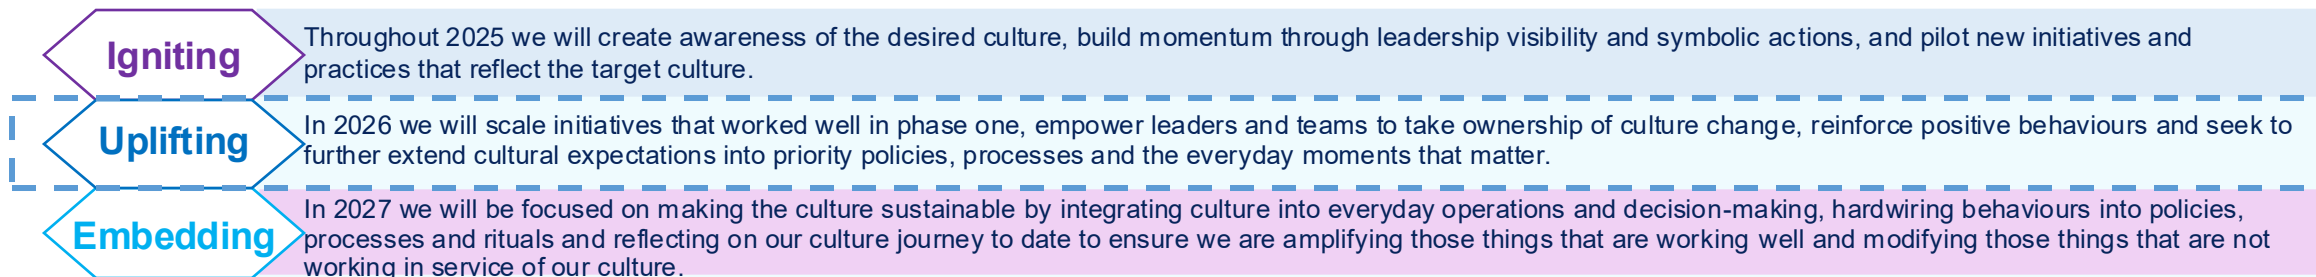 Igniting
Throughout 2025 we will create awareness of the desired culture, build momentum through leadership visibility and symbolic actions, and pilot new initiatives and
practices that reflect the target culture.
Uplifting
In 2026 we will scale initiatives that worked well in phase one, empower leaders and teams to take ownership of culture change, reinforce positive behaviours and seek to
further extend cultural expectations into priority policies, processes and the everyday moments that matter.
Embedding
In 2027 we will be focused on making the culture sustainable by integrating culture into everyday operations and decision-making, hardwiring behaviours into policies,
processes and rituals and reflecting on our culture journey to date to ensure we are amplifying those things that are working well and modifying those things that are not
working in service of our culture.